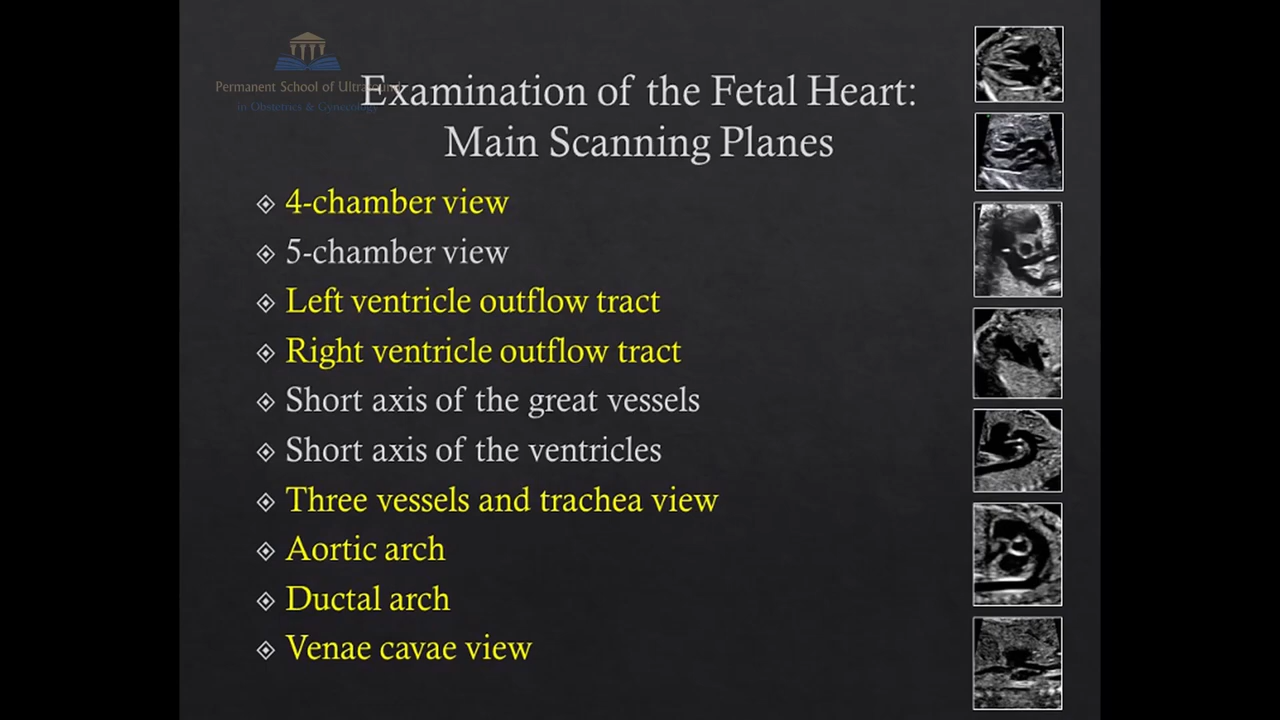 Permanent School of Ultrasound
in Obstetrics & Gynecology
Examination of the Fetal Heart:
Main Scanning Planes
4-chamber view
5-chamber view
Left ventricle outflow tract
Right ventricle outflow tract
Short axis of the great vessels
Short axis of the ventricles
Three vessels and trachea view
Aortic arch
Ductal arch
Venae cavae view